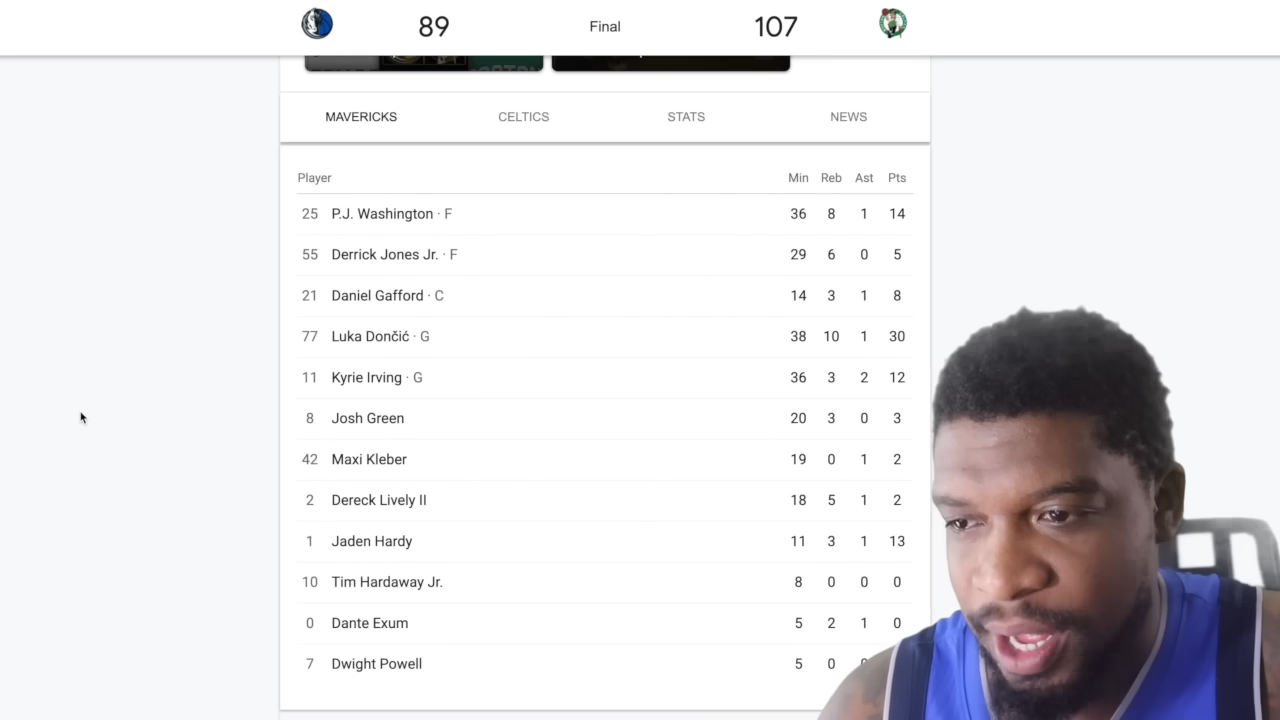 89 Final 107
MAVERICKS CELTICS STATS NEWS
Player Min Reb Ast Pts
25 P.J. Washington · F 36 8 1 14
55 Derrick Jones Jr. · F 29 6 0 5
21 Daniel Gafford · C 14 3 1 8
77 Luka Dončić · G 38 10 1 30
11 Kyrie Irving · G 36 3 2 12
8 Josh Green 20 3 0 3
42 Maxi Kleber 19 0 1 2
2 Dereck Lively II 18 5 1 2
1 Jaden Hardy 11 3 1 13
10 Tim Hardaway Jr. 8 0 0 0
0 Dante Exum 5 2 1 0
7 Dwight Powell 5 0